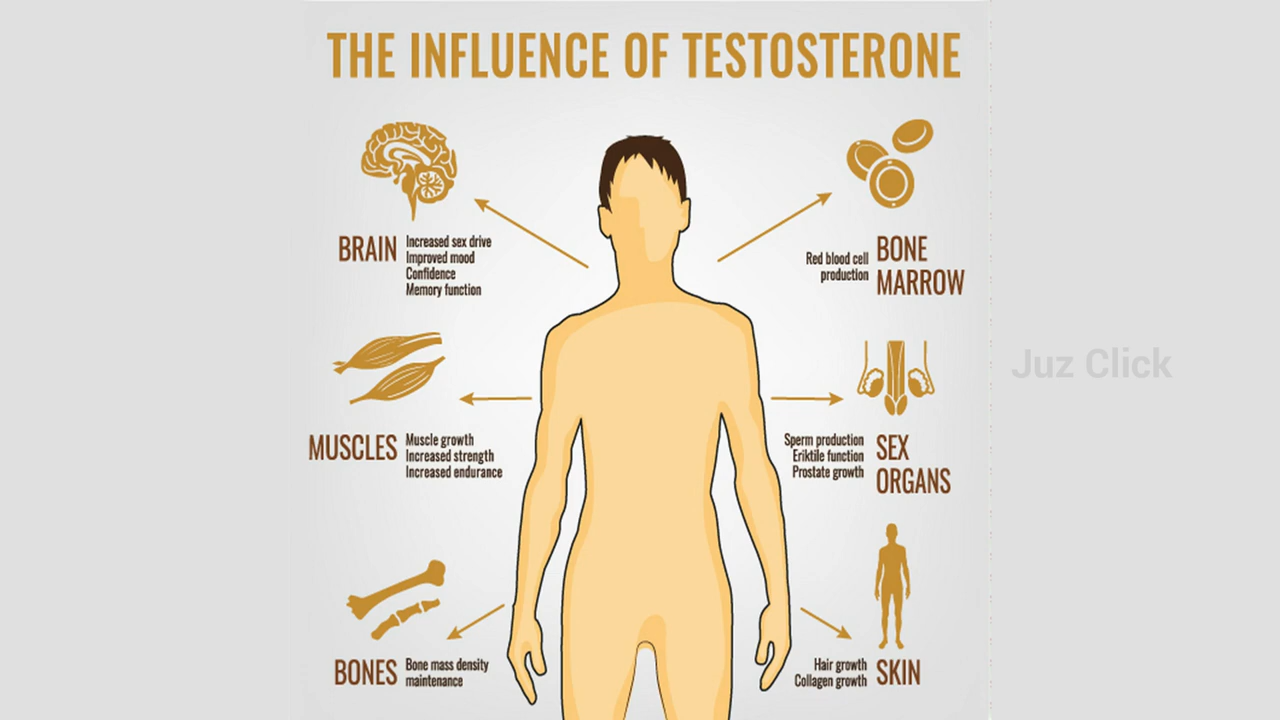 THE INFLUENCE OF TESTOSTERONE
BRAIN
Increased sex drive
Improved mood
Confidence
Memory function
Red blood cell
production
BONE
MARROW
Juz Click
MUSCLES
Muscle growth
Increased strength
Increased endurance
Sperm production
Eriktile function
Prostate growth
SEX
ORGANS
BONES
Bone mass density
maintenance
Hair growth
Collagen growth
SKIN